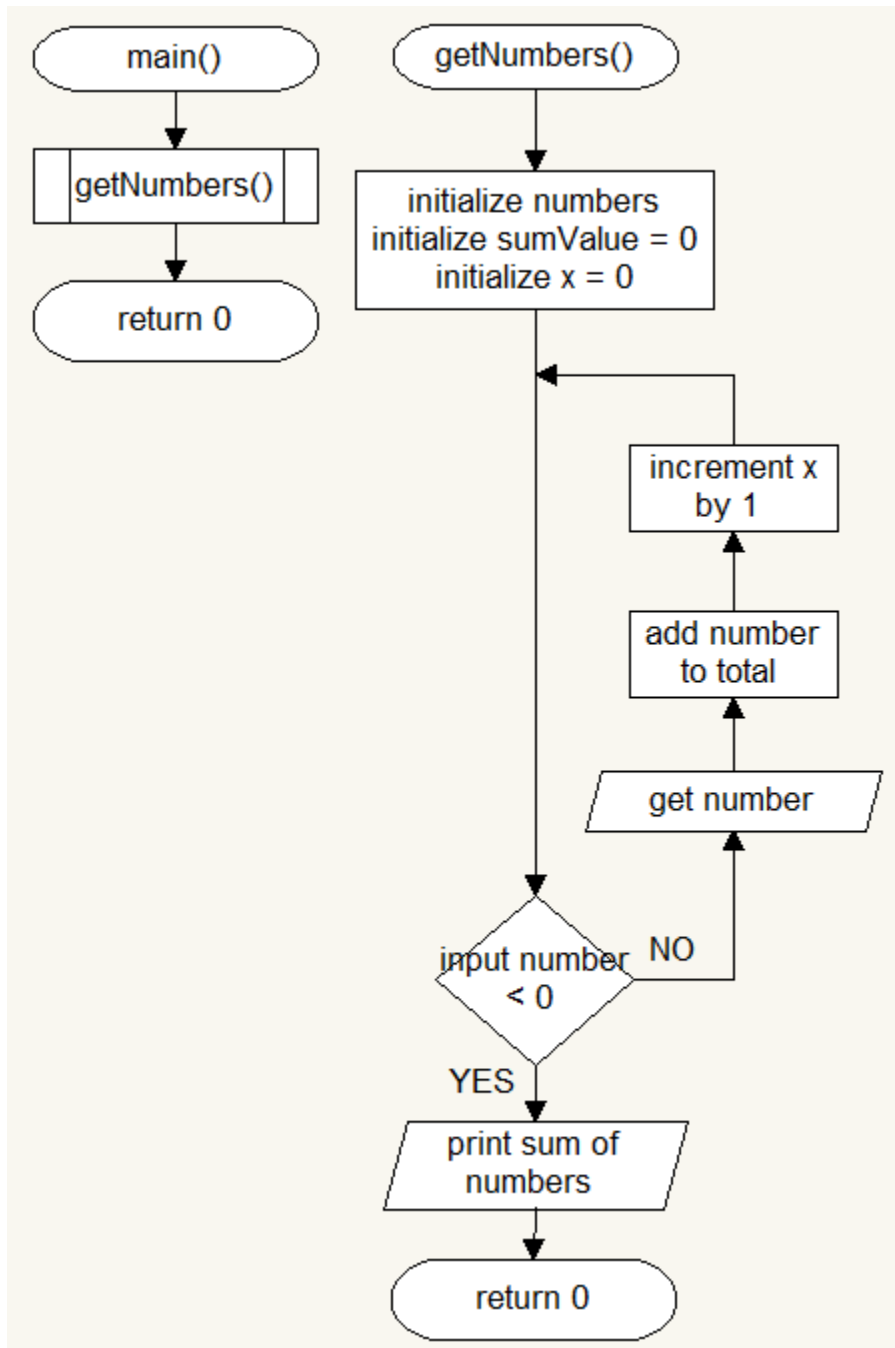 main()
getNumbers()
return 0
getNumbers()
initialize numbers
initialize sumValue = 0
initialize x = 0
increment x
by 1
add number
to total
get number
input number
< 0
NO
YES
print sum of
numbers
return 0